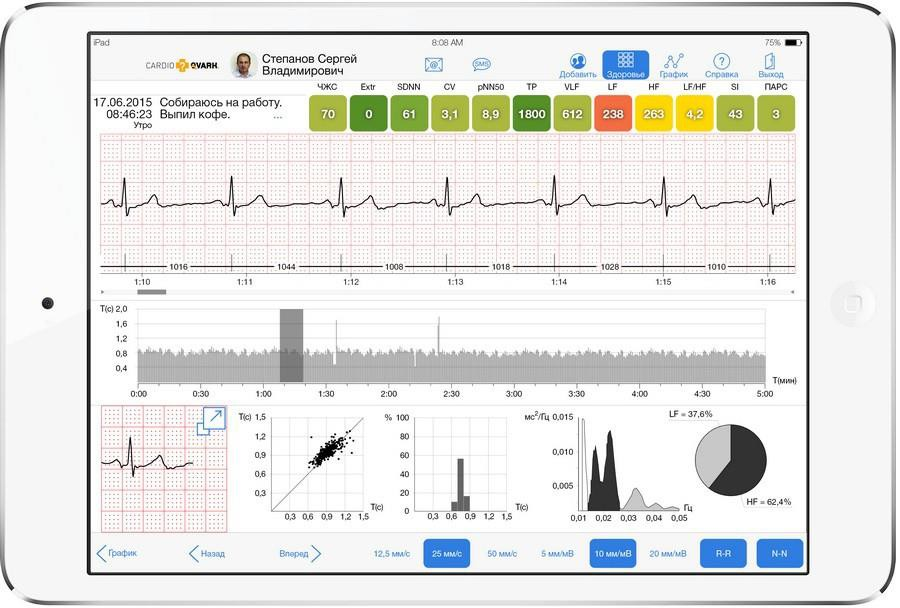 iPad
8:08 AM
75%
CARDIO QVARK
Степанов Сергей
Владимирович
@
SMS
Добавить
Здоровье
График
?
Справка
Выход
17.06.2015
08:46:23
Утро
Собираюсь на работу.
Выпил кофе. ...
ЧЖС Extr SDNN CV pNN50 TP VLF LF HF LF/HF SI ПАРС
70 0 61 3,1 8,9 1800 612 238 263 4,2 43 3
1016 1044 1008 1018 1028 1010
1:10 1:11 1:12 1:13 1:14 1:15 1:16
T(c) 2,0
1,6
1,2
0,8
0,4
0:00 0:30 1:00 1:30 2:00 2:30 3:00 3:30 4:00 4:30 5:00
T(мин)
T(c) 1,5
1,2
0,9
0,6
0,3
0,3 0,6 0,9 1,2 1,5
T(c)
% 100
80
60
40
20
0
0,3 0,6 0,9 1,2 1,5
T(c)
мс²/Гц 0,015
0,010
0,005
0,01 0,02 0,03 0,04 0,05
Гц
LF = 37,6%
HF = 62,4%
График
Назад
Вперед
12,5 мм/с
25 мм/с
50 мм/с
5 мм/мВ
10 мм/мВ
20 мм/мВ
R-R
N-N